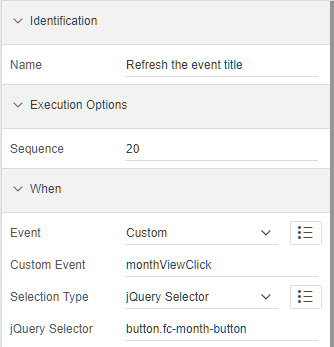 Identification
Name Refresh the event title
Execution Options
Sequence 20
When
Event Custom
Custom Event monthViewClick
Selection Type jQuery Selector
jQuery Selector button.fc-month-button